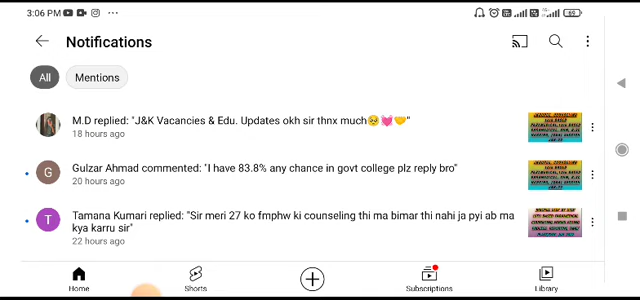 3:06 PM
69
Notifications
All
Mentions
M.D replied: "J&K Vacancies & Edu. Updates okh sir thnx much🥺💓🤝"
18 hours ago
G
Gulzar Ahmad commented: "I have 83.8% any chance in govt college plz reply bro"
20 hours ago
T
Tamana Kumari replied: "Sir meri 27 ko fmphw ki counseling thi ma bimar thi nahi ja pyi ab ma
kya karru sir"
22 hours ago
Home
Shorts
Subscriptions
Library